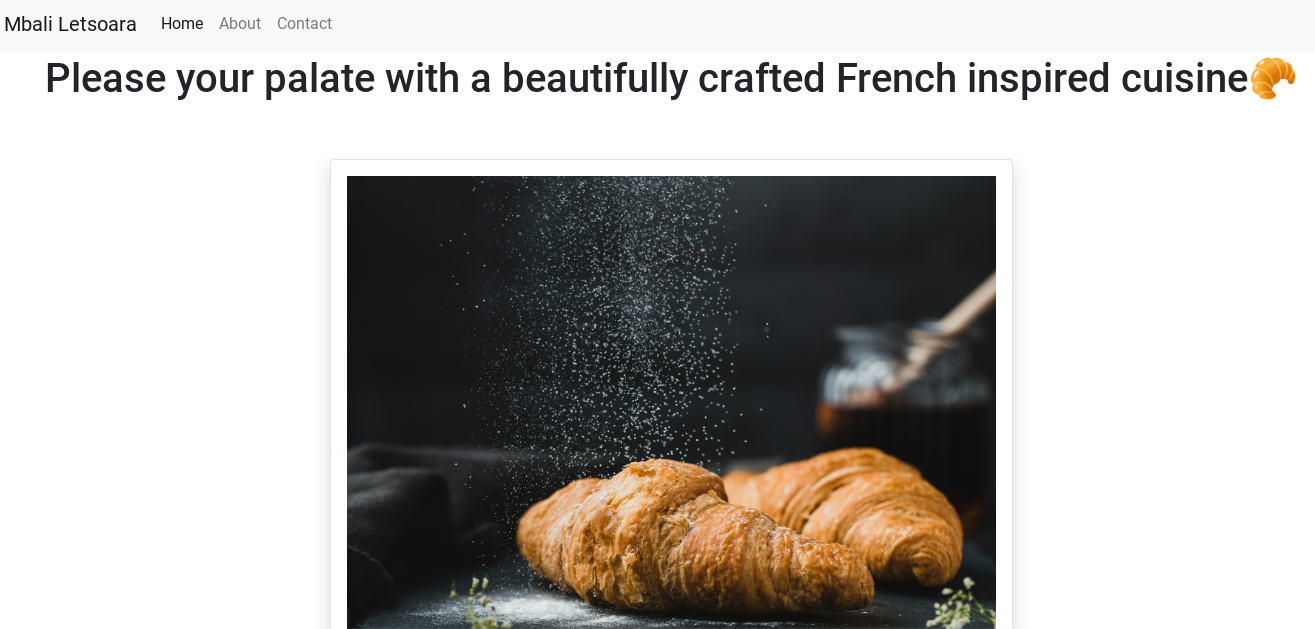 Mbali Letsoara Home About Contact
Please your palate with a beautifully crafted French inspired cuisine🥐